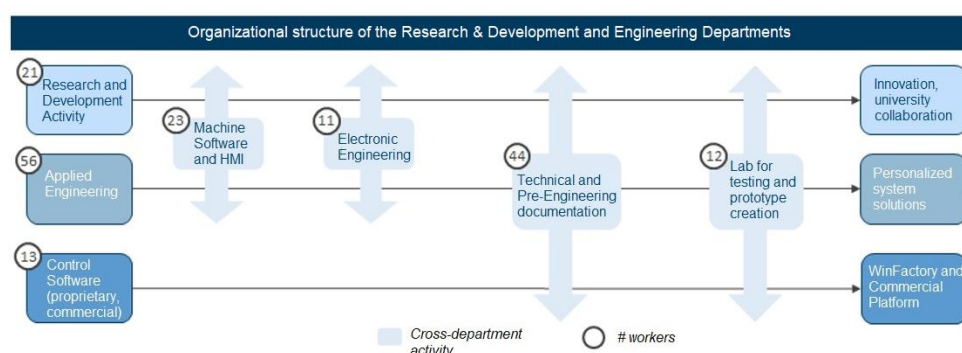 Organizational structure of the Research & Development and Engineering Departments
21
Research and
Development
Activity
23
Machine
Software
and HMI
11
Electronic
Engineering
Innovation,
university
collaboration
56
Applied
Engineering
44
Technical and
Pre-Engineering
documentation
12
Lab for
testing and
prototype
creation
Personalized
system
solutions
13
Control
Software
(proprietary,
commercial)
WinFactory and
Commercial
Platform
Cross-department
activity
# workers